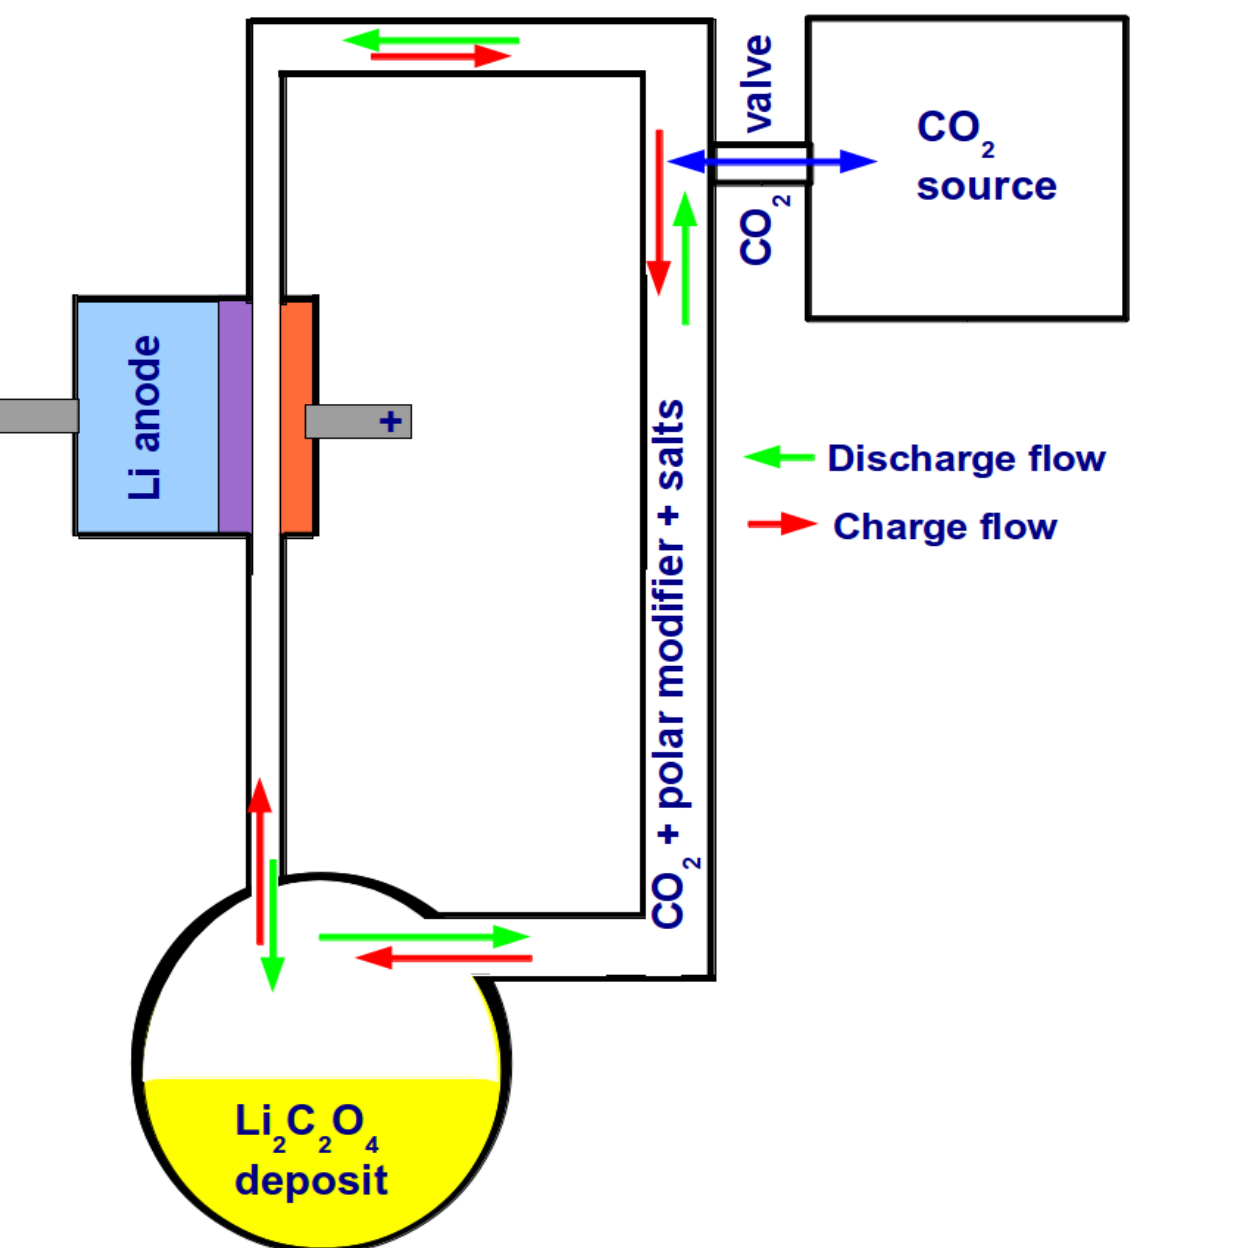 valve
CO₂
CO₂
source
Li anode
+
CO₂ + polar modifier + salts
Discharge flow
Charge flow
Li₂C₂O₄
deposit